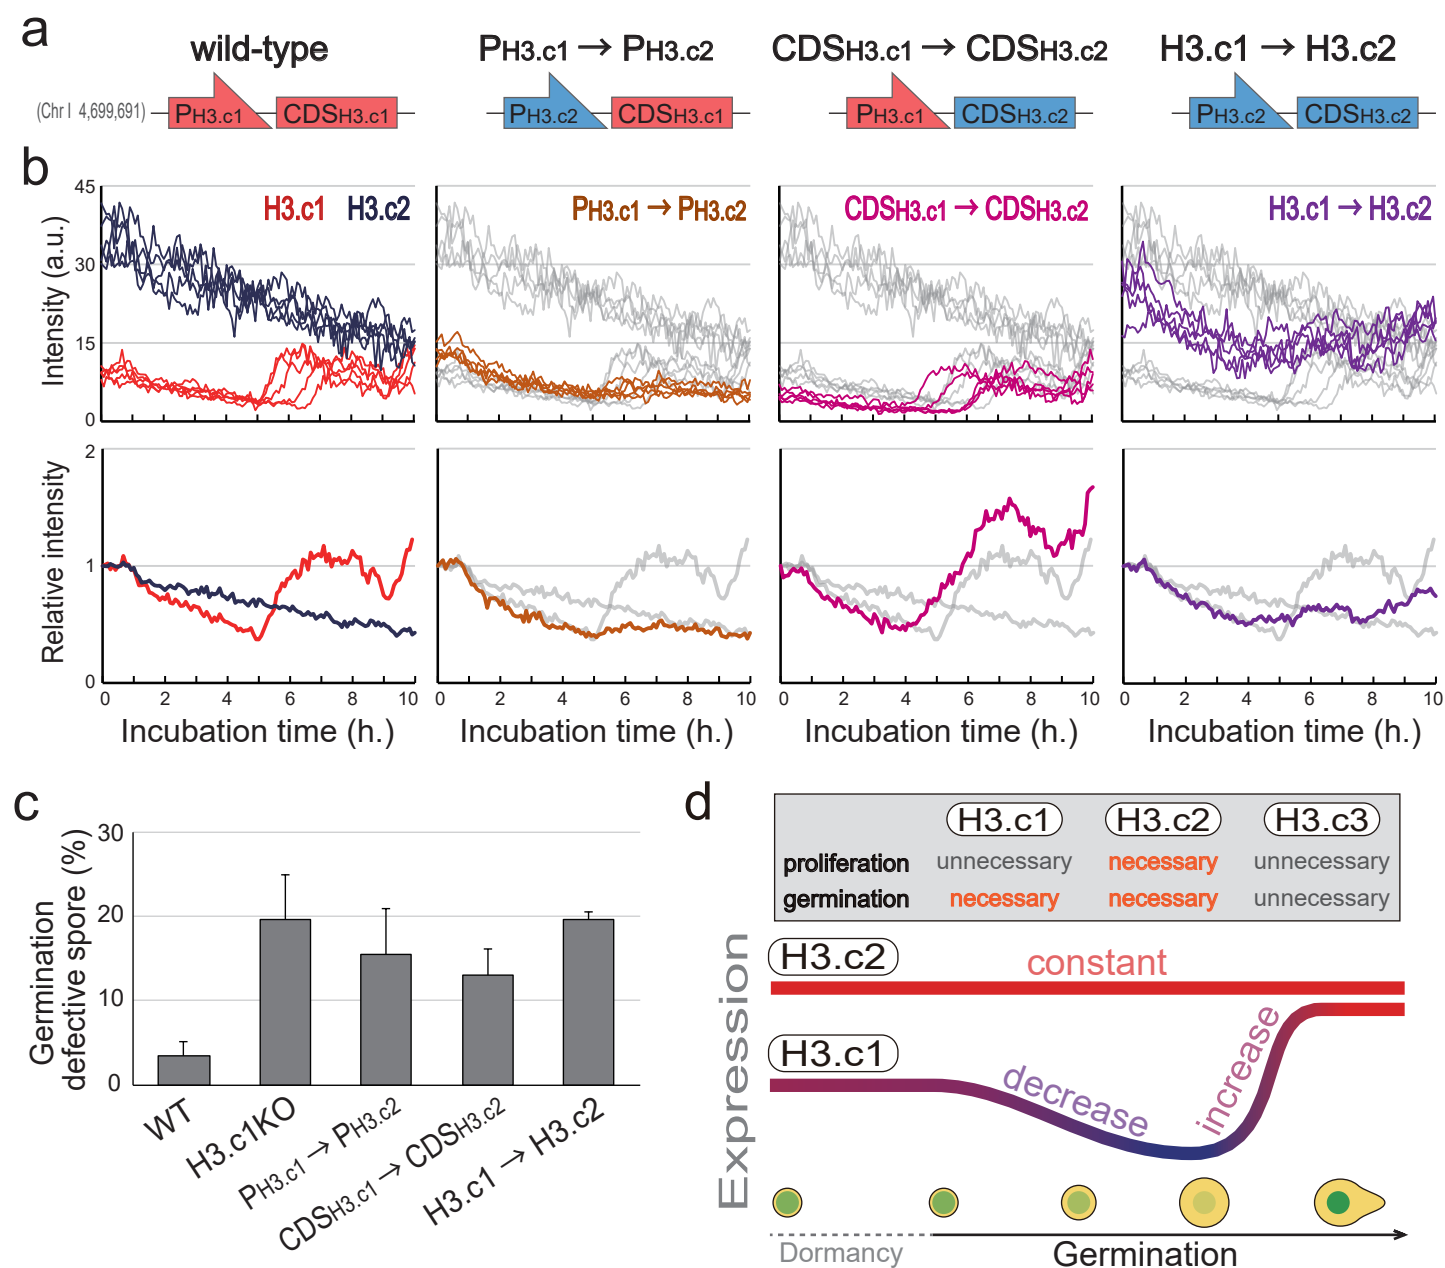 a
wild-type
PH3.c1 → PH3.c2
CDSH3.c1 → CDSH3.c2
H3.c1 → H3.c2
(Chr I 4,699,691)
PH3.c1
CDSH3.c1
PH3.c2
CDSH3.c1
PH3.c1
CDSH3.c2
PH3.c2
CDSH3.c2
b
Intensity (a.u.)
45
30
15
0
H3.c1 H3.c2
PH3.c1 → PH3.c2
CDSH3.c1 → CDSH3.c2
H3.c1 → H3.c2
Relative intensity
2
1
0
0 2 4 6 8 10
0 2 4 6 8 10
0 2 4 6 8 10
0 2 4 6 8 10
Incubation time (h.)
Incubation time (h.)
Incubation time (h.)
Incubation time (h.)
c
Germination
defective spore (%)
30
20
10
0
WT
H3.c1KO
PH3.c1 → PH3.c2
CDSH3.c1 → CDSH3.c2
H3.c1 → H3.c2
d
H3.c1 H3.c2 H3.c3
proliferation unnecessary necessary unnecessary
germination necessary necessary unnecessary
Expression
H3.c2
constant
H3.c1
decrease
increase
Dormancy
Germination